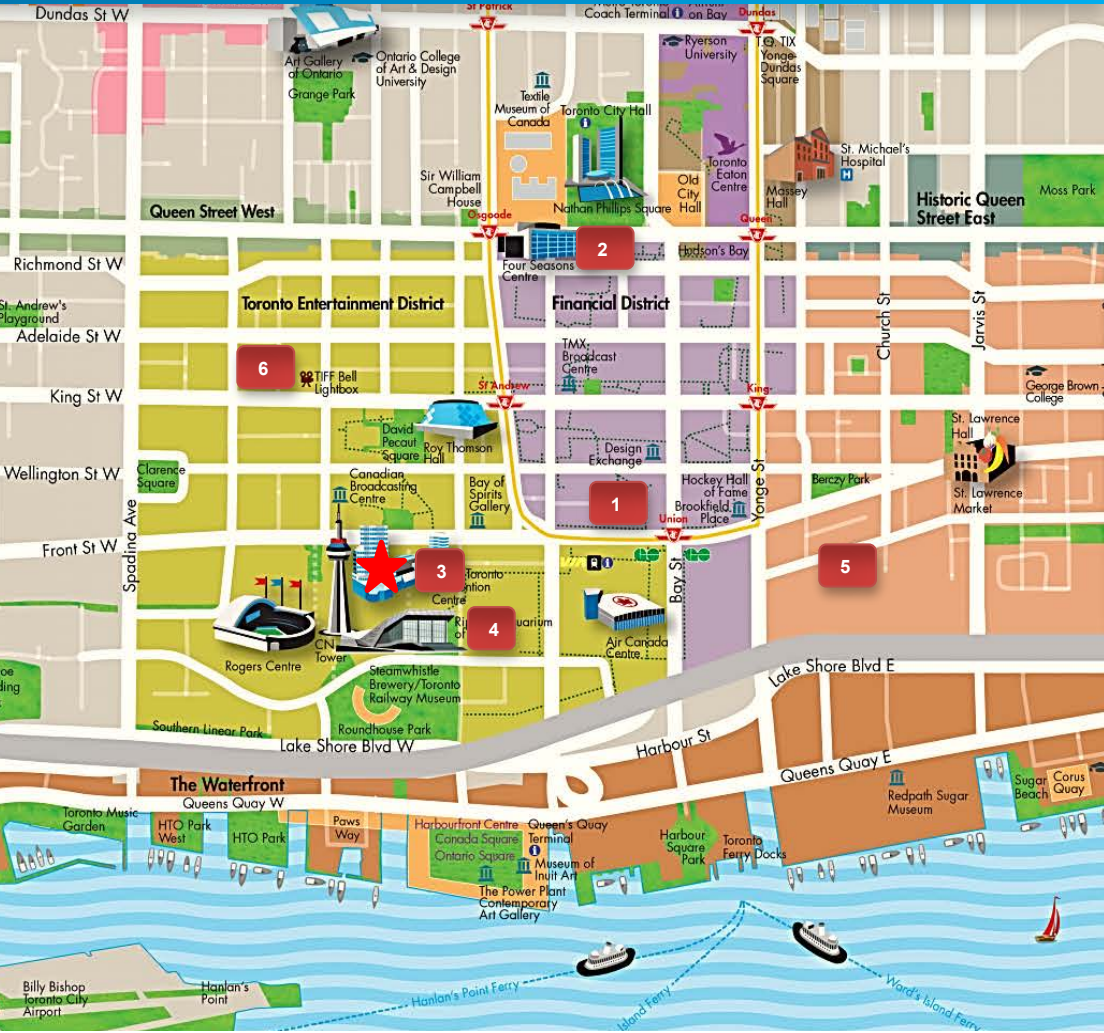 Dundas St W
St Patrick
Coach Terminal
on Bay
Dundas
Art Gallery
of Ontario
Ontario College
of Art & Design
University
Grange Park
Ryerson
University
T.O. TIX
Yonge-
Dundas
Square
Textile
Museum of
Canada
Toronto City Hall
Sir William
Campbell
House
Osgoode
Nathan Phillips Square
Old
City
Hall
Toronto
Eaton
Centre
Queen
Massey
Hall
St. Michael's
Hospital
H
Historic Queen
Street East
Moss Park
Queen Street West
Richmond St W
Four Seasons
Centre
2
Hudson's Bay
St. Andrew's
Playground
Toronto Entertainment District
Financial District
Adelaide St W
Church St
Jarvis St
6
TIFF Bell
Lightbox
TMX
Broadcast
Centre
King St W
St Andrew
King
George Brown
College
David
Pecaut
Square
Roy Thomson
Hall
Design
Exchange
St. Lawrence
Hall
Wellington St W
Clarence
Square
Canadian
Broadcasting
Centre
Bay of
Spirits
Gallery
1
Hockey Hall
of Fame
Brookfield
Place
Yonge St
Berczy Park
St. Lawrence
Market
Union
Spadina Ave
Front St W
3
Toronto
Centre
VIA
GO
GO
Bay St
5
4
of
Air Canada
Centre
Rogers Centre
CN
Tower
Steamwhistle
Brewery/Toronto
Railway Museum
Roundhouse Park
Lake Shore Blvd E
Southern Linear Park
Lake Shore Blvd W
Harbour St
Queens Quay E
The Waterfront
Queens Quay W
Toronto Music
Garden
HTO Park
West
HTO Park
Paws
Way
Harbourfront Centre
Canada Square
Ontario Square
Queen's Quay
Terminal
Museum of
Inuit Art
The Power Plant
Contemporary
Art Gallery
Harbour
Square
Park
Toronto
Ferry Docks
Redpath Sugar
Museum
Sugar
Beach
Corus
Quay
Billy Bishop
Toronto City
Airport
Hanlan's
Point
Hanlan's Point Ferry
Island Ferry
Ward's Island Ferry